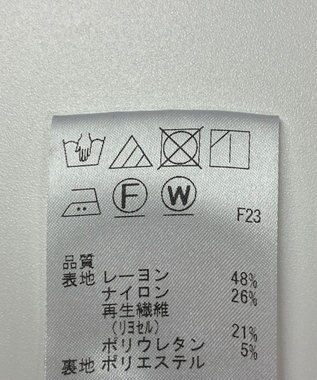 F W
F23
品質
表地 レーヨン 48%
ナイロン 26%
再生繊維
(リヨセル) 21%
ポリウレタン 5%
裏地 ポリエステル